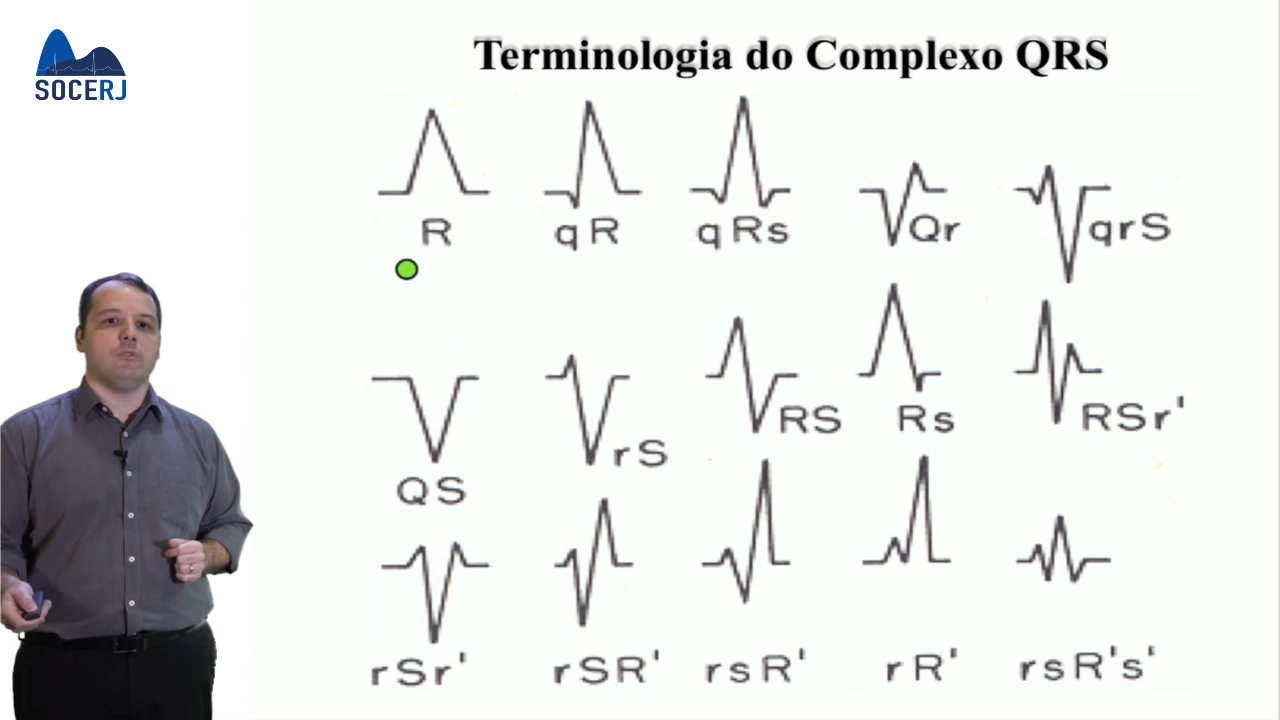 SOCERJ
Terminologia do Complexo QRS
R qR qRs Qr qrS
QS rS RS Rs RSr'
rSr' rSR' rsR' rR' rsR's'